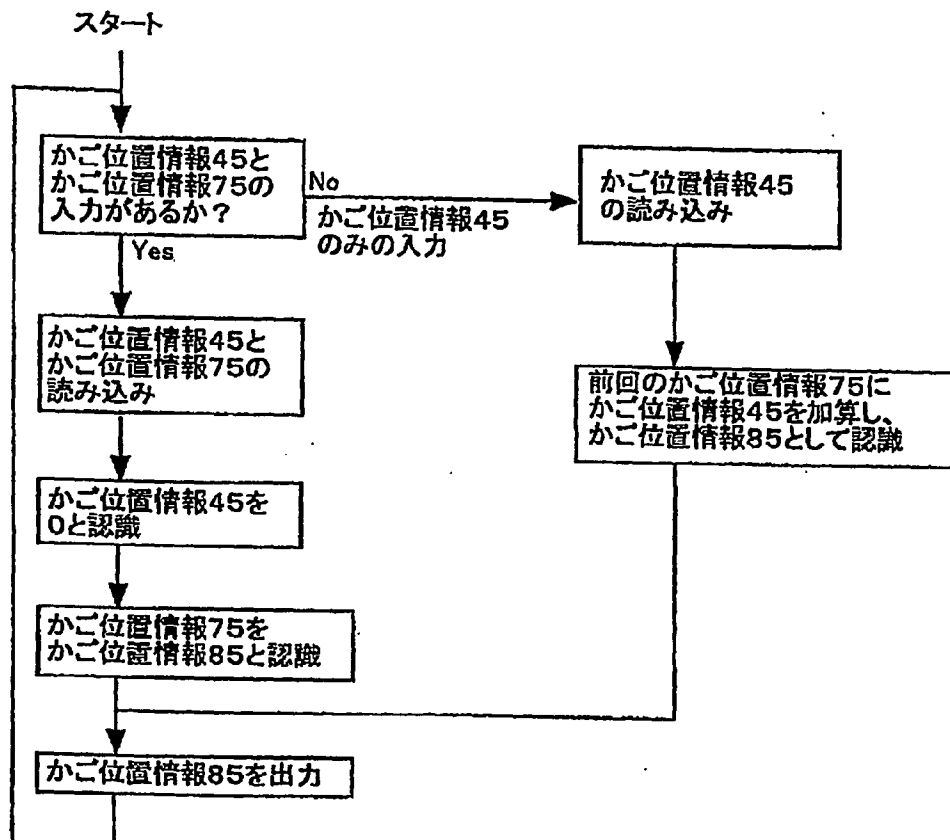 スタート
かご位置情報45と
かご位置情報75の
入力があるか?
No
かご位置情報45
のみの入力
Yes
かご位置情報45
の読み込み
かご位置情報45と
かご位置情報75の
読み込み
前回のかご位置情報75に
かご位置情報45を加算し、
かご位置情報85として認識
かご位置情報45を
0と認識
かご位置情報75を
かご位置情報85と認識
かご位置情報85を出力